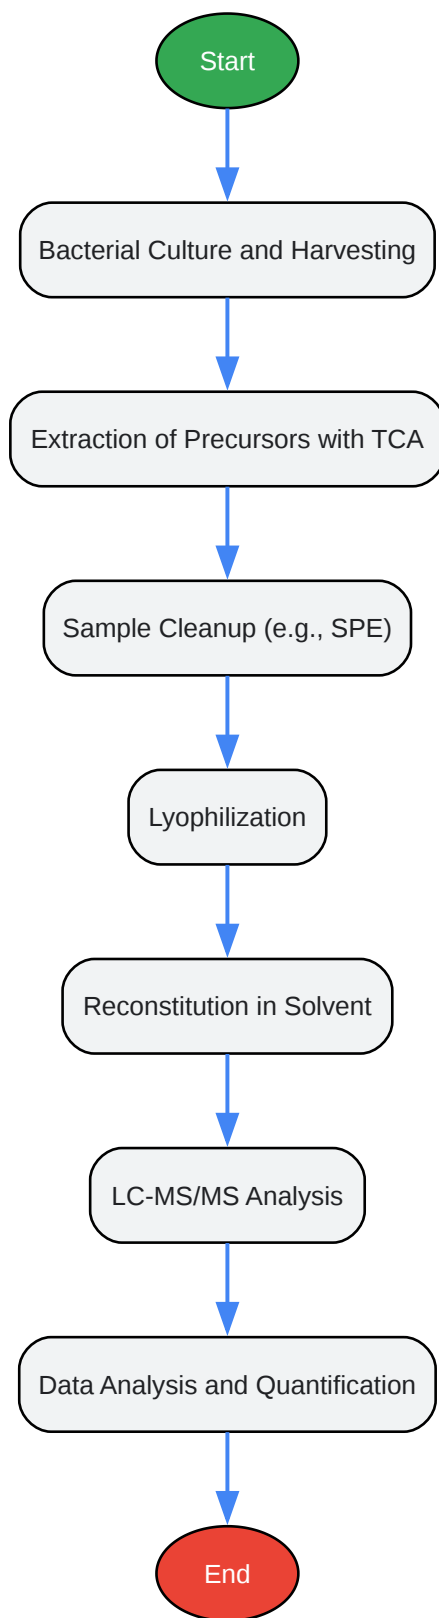 Start
Bacterial Culture and Harvesting
Extraction of Precursors with TCA
Sample Cleanup (e.g., SPE)
Lyophilization
Reconstitution in Solvent
LC-MS/MS Analysis
Data Analysis and Quantification
End